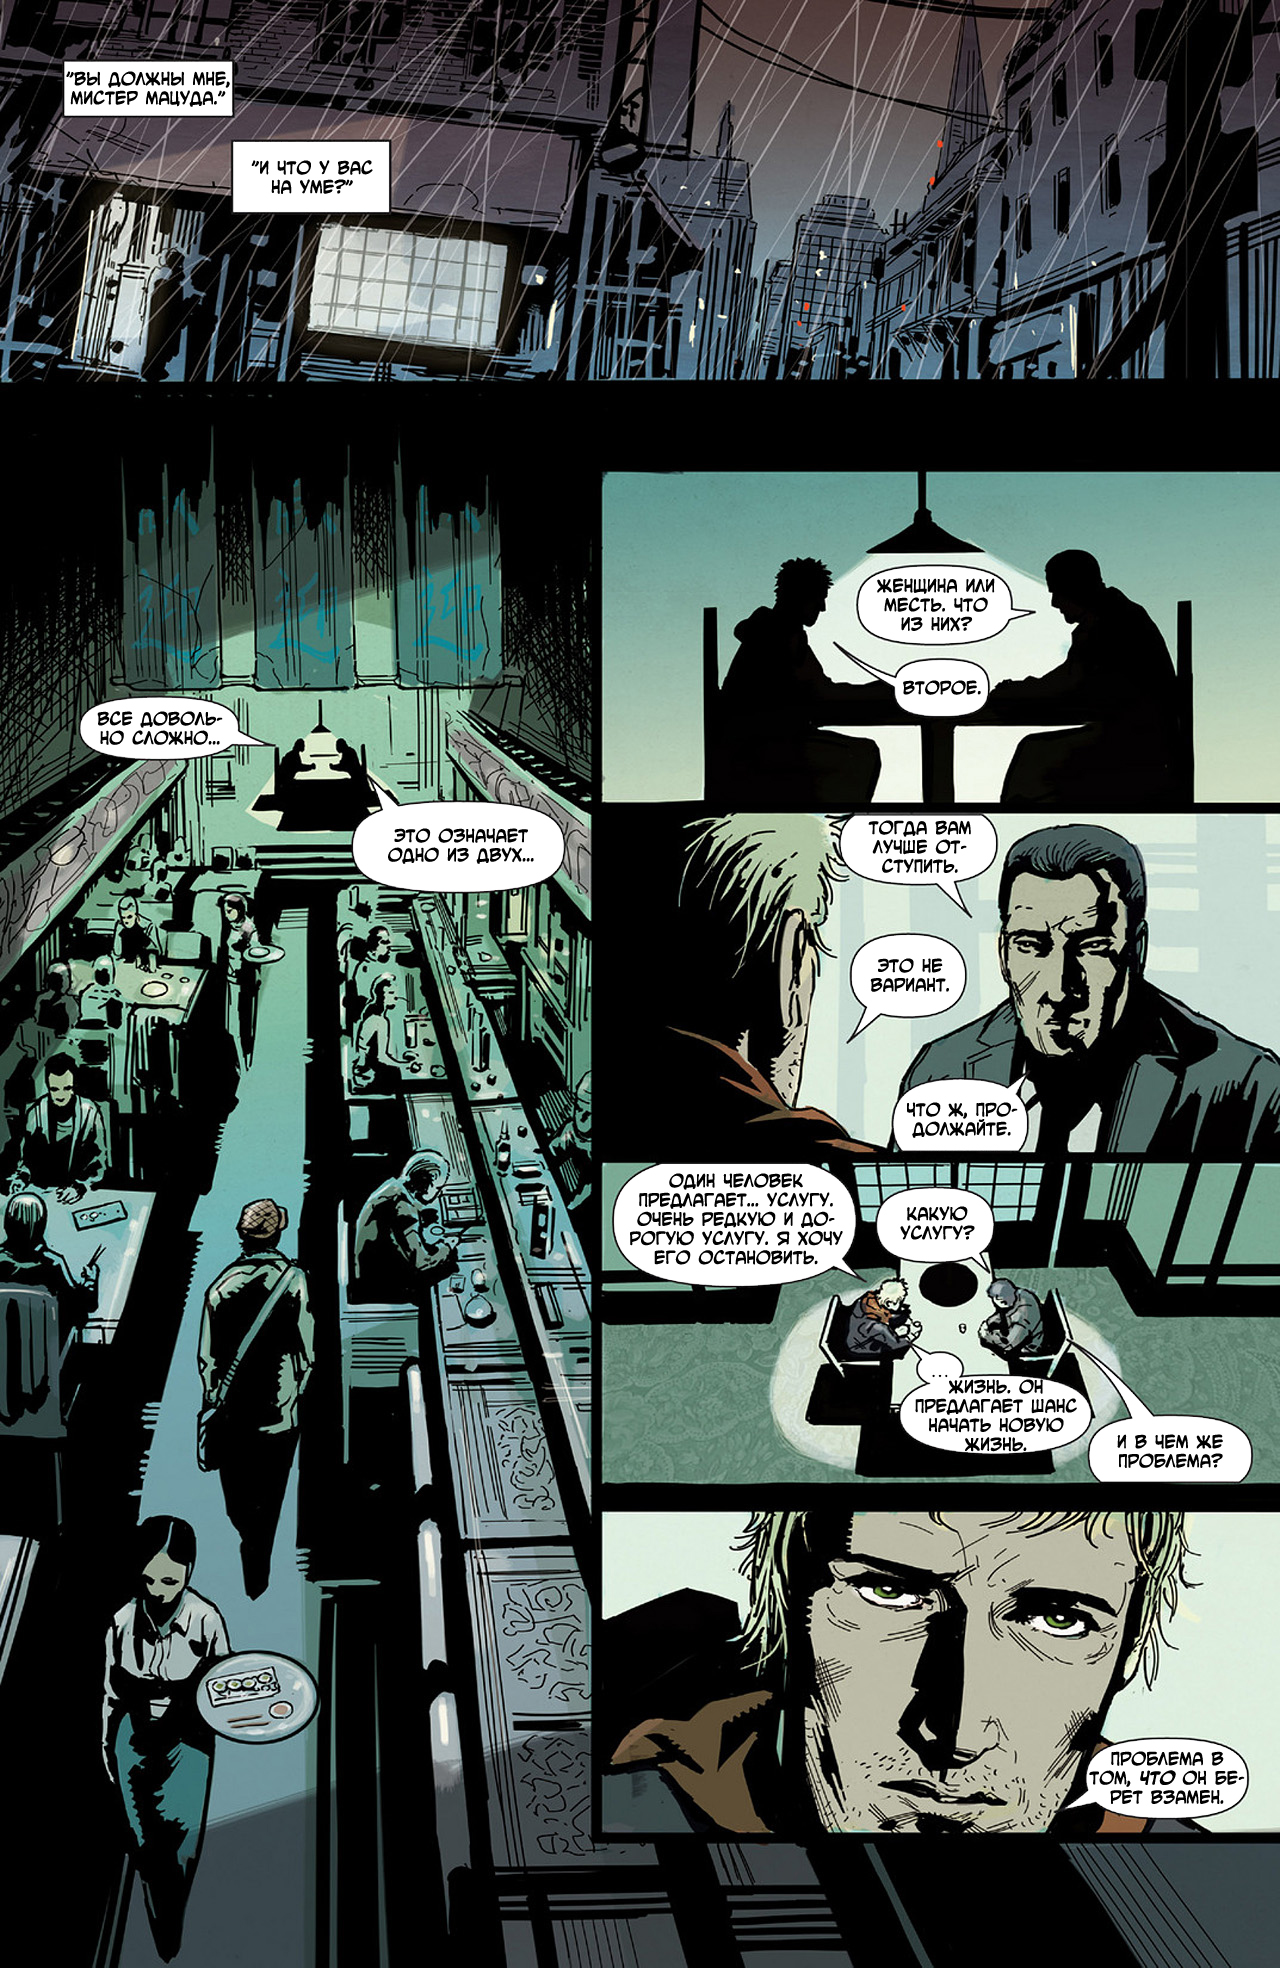 "ВЫ ДОЛЖНЫ МНЕ,
МИСТЕР МАЦУДА."
"И ЧТО У ВАС
НА УМЕ?"
ВСЕ ДОВОЛЬ-
НО СЛОЖНО...
ЭТО ОЗНАЧАЕТ
ОДНО ИЗ ДВУХ...
ЖЕНЩИНА ИЛИ
МЕСТЬ. ЧТО
ИЗ НИХ?
ВТОРОЕ.
ТОГДА ВАМ
ЛУЧШЕ ОТ-
СТУПИТЬ.
ЭТО НЕ
ВАРИАНТ.
ЧТО Ж, ПРО-
ДОЛЖАЙТЕ.
ОДИН ЧЕЛОВЕК
ПРЕДЛАГАЕТ... УСЛУГУ.
ОЧЕНЬ РЕДКУЮ И ДО-
РОГУЮ УСЛУГУ. Я ХОЧУ
ЕГО ОСТАНОВИТЬ.
КАКУЮ
УСЛУГУ?
...
ЖИЗНЬ. ОН
ПРЕДЛАГАЕТ ШАНС
НАЧАТЬ НОВУЮ
ЖИЗНЬ.
И В ЧЕМ ЖЕ
ПРОБЛЕМА?
ПРОБЛЕМА В
ТОМ, ЧТО ОН БЕ-
РЕТ ВЗАМЕН.